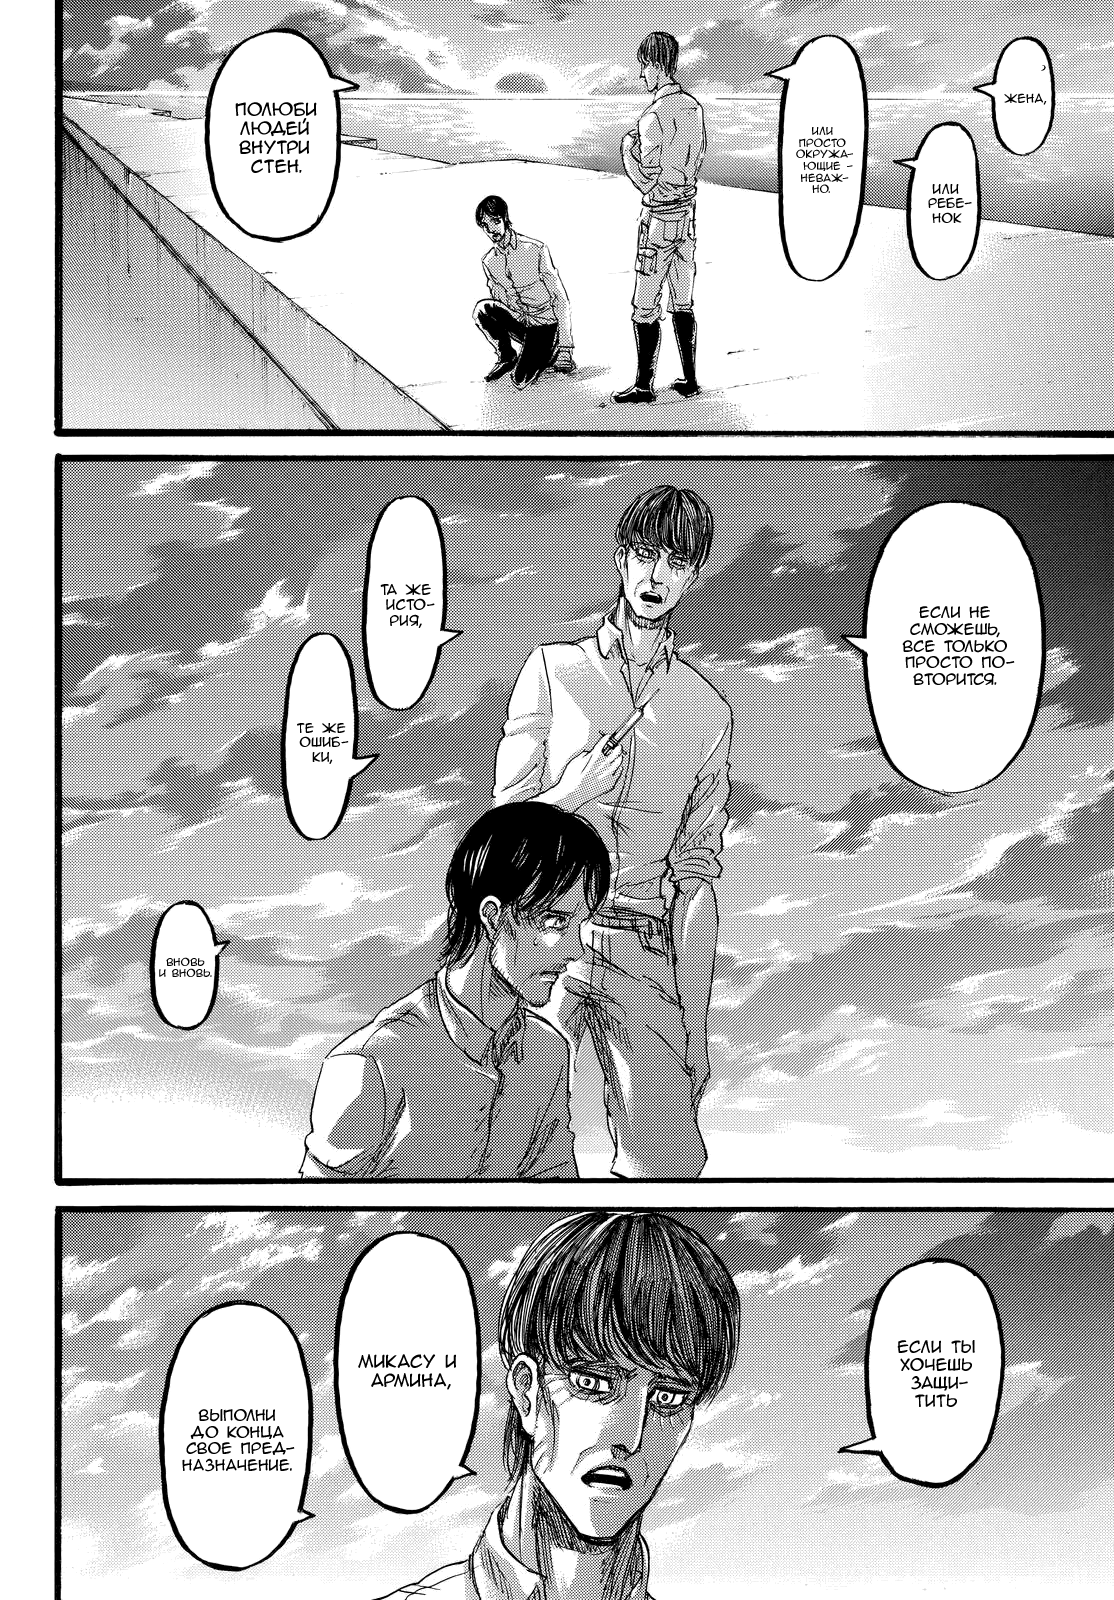 ЖЕНА,
ИЛИ
РЕБЕ-
НОК
ИЛИ
ПРОСТО
ОКРУЖА-
ЮЩИЕ -
НЕВАЖ-
НО.
ПОЛЮБИ
ЛЮДЕЙ
ВНУТРИ
СТЕН.
ЕСЛИ НЕ
СМОЖЕШЬ,
ВСЕ ТОЛЬКО
ПРОСТО ПО-
ВТОРИТСЯ.
ТА ЖЕ
ИСТО-
РИЯ,
ТЕ ЖЕ
ОШИБ-
КИ,
ВНОВЬ
И ВНОВЬ.
ЕСЛИ ТЫ
ХОЧЕШЬ
ЗАЩИ-
ТИТЬ
МИКАСУ И
АРМИНА,
ВЫПОЛНИ
ДО КОНЦА
СВОЕ ПРЕД-
НАЗНАЧЕНИЕ.